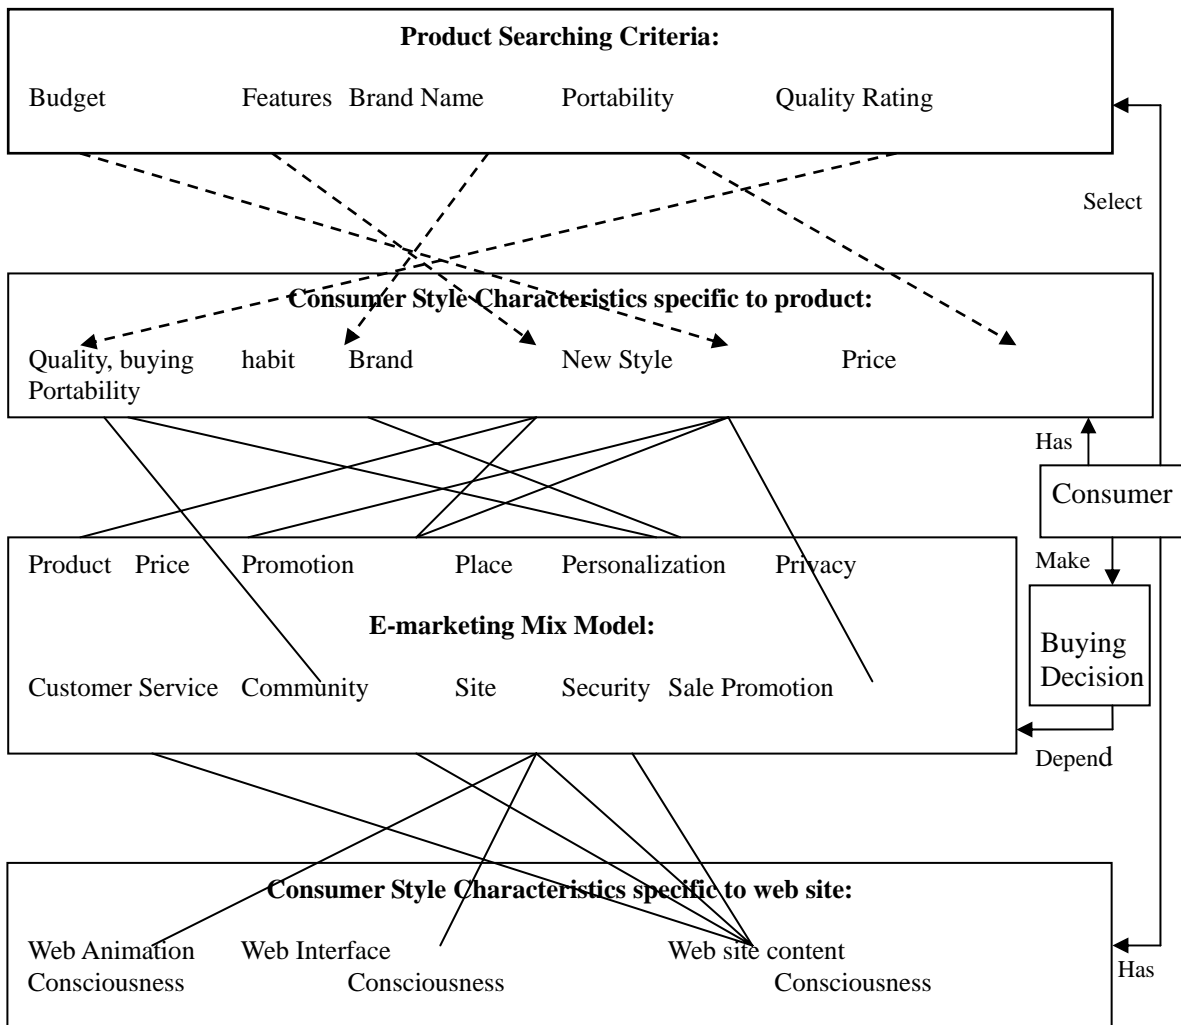 Product Searching Criteria:
Budget Features Brand Name Portability Quality Rating
Select
Consumer Style Characteristics specific to product:
Quality, buying habit Brand New Style Price
Portability
Has
Consumer
Product Price Promotion Place Personalization Privacy
Make
E-marketing Mix Model:
Buying
Decision
Customer Service Community Site Security Sale Promotion
Depend
Consumer Style Characteristics specific to web site:
Web Animation Web Interface Web site content
Consciousness Consciousness Consciousness
Has